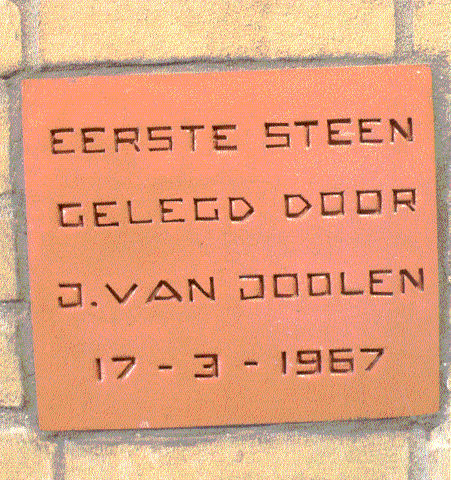 EERSTE STEEN
GELEGD DOOR
J.VAN JOOLEN
17-3-1967